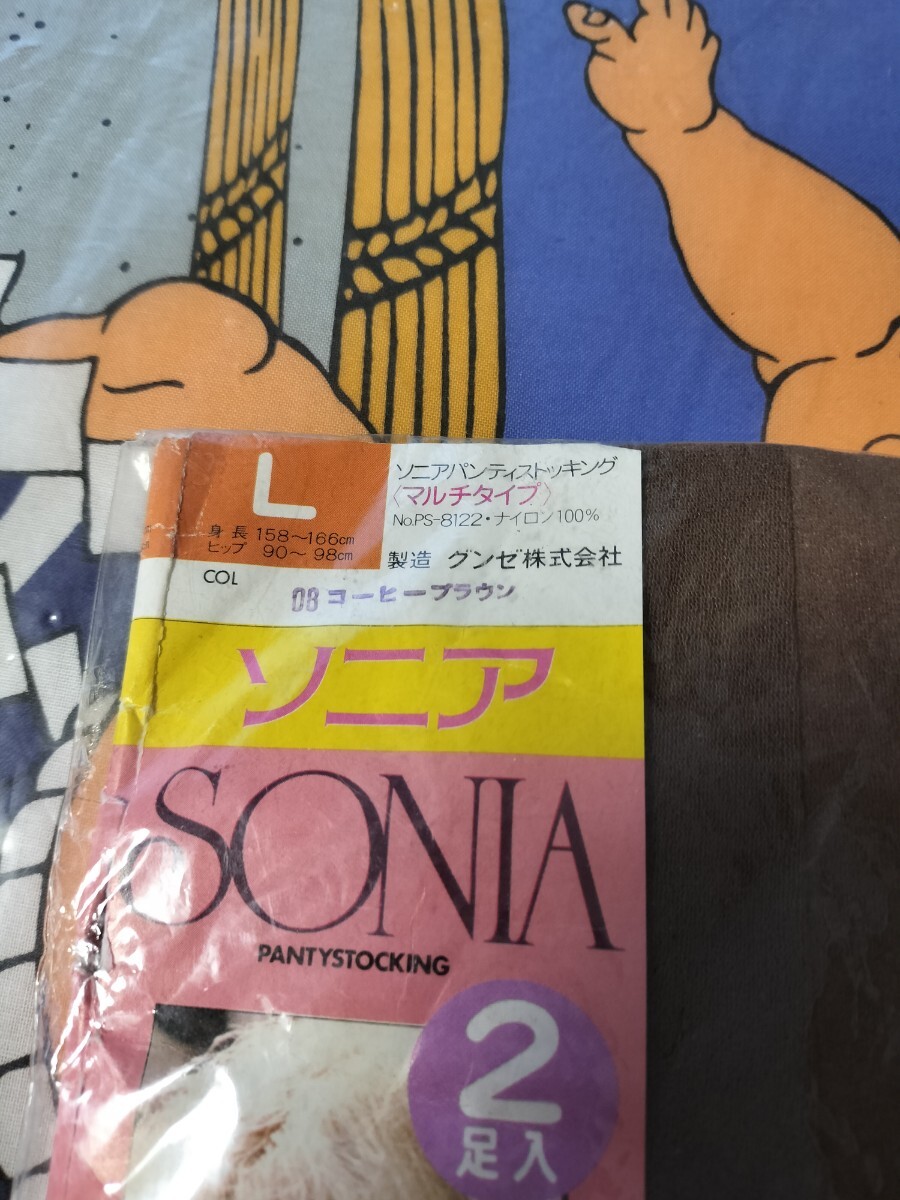 L
身長 158～166cm
ヒップ 90～98cm
ソニアパンティストッキング
〈マルチタイプ〉
No.PS-8122・ナイロン100%
製造 グンゼ株式会社
COL
08 コーヒーブラウン
ソニア
SONIA
PANTYSTOCKING
2
足入